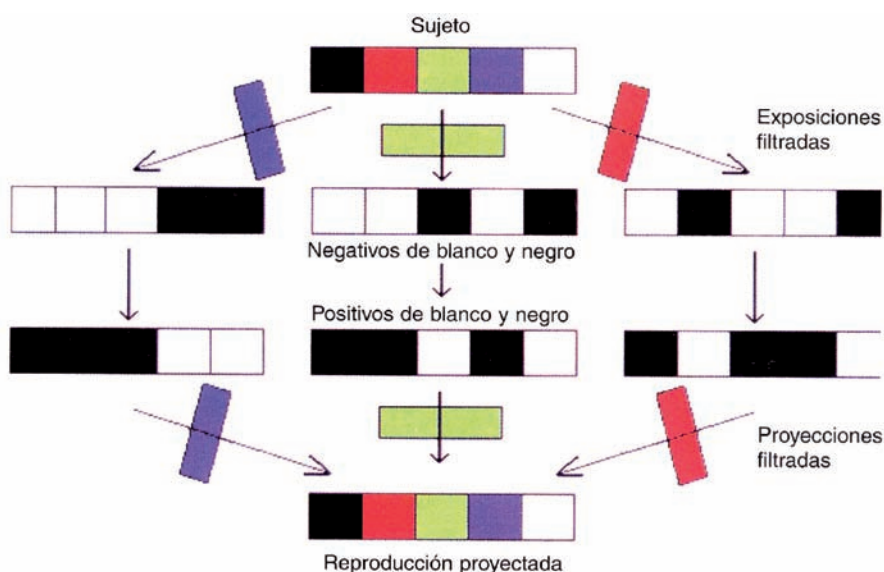 Sujeto
Exposiciones
filtradas
Negativos de blanco y negro
Positivos de blanco y negro
Proyecciones
filtradas
Reproducción proyectada